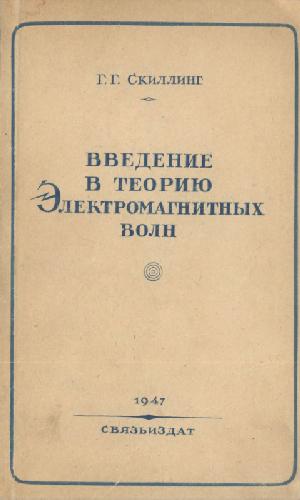 Г. Г. СКИЛЛИНГ
ВВЕДЕНИЕ
В ТЕОРИЮ
ЭЛЕКТРОМАГНИТНЫХ
ВОЛН
1947
СВЯЗЬИЗДАТ